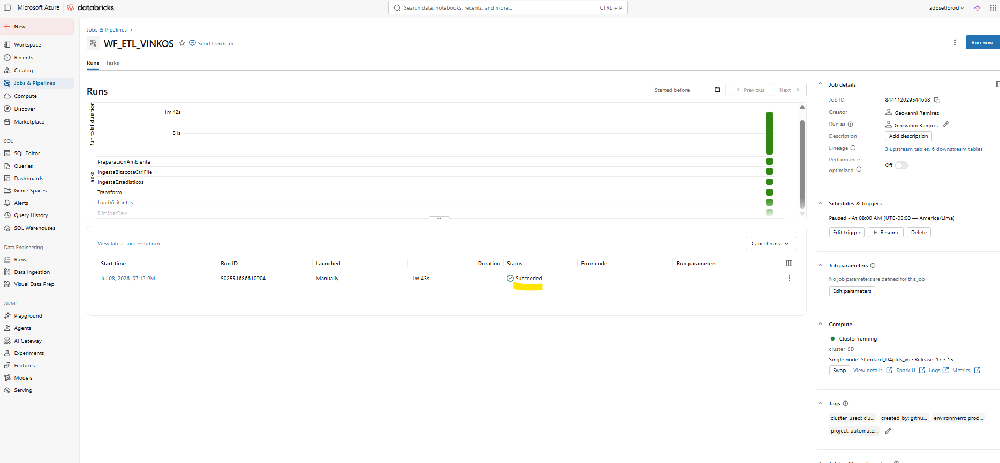 Microsoft Azure
databricks
Search data, notebooks, recents, and more...
CTRL + P
adbsetlprod
New
Workspace
Recents
Catalog
Jobs & Pipelines
Compute
Discover
Marketplace
SQL
SQL Editor
Queries
Dashboards
Genie Spaces
Alerts
Query History
SQL Warehouses
Data Engineering
Runs
Data Ingestion
Visual Data Prep
AI/ML
Playground
Agents
AI Gateway
Experiments
Features
Models
Serving
Jobs & Pipelines
WF_ETL_VINKOS
Send feedback
Run now
Runs
Tasks
Runs
Started before
Previous
Next
Run total duration
1m 42s
51s
Tasks
PreparacionAmbiente
IngestaBitacotaCtrlFile
IngestaEstadisticos
Transform
LoadVisitantes
EliminarRaw
View latest successful run
Cancel runs
Start time Run ID Launched Duration Status Error code Run parameters
Jul 08, 2026, 07:12 PM 502551686610904 Manually 1m 43s Succeeded
Job details
Job ID 844112029544668
Creator Geovanni Ramirez
Run as Geovanni Ramirez
Description Add description
Lineage 3 upstream tables, 6 downstream tables
Performance
optimized Off
Schedules & Triggers
Paused - At 08:00 AM (UTC-05:00 — America/Lima)
Edit trigger Resume Delete
Job parameters
No job parameters are defined for this job
Edit parameters
Compute
Cluster running
cluster_SD
Single node: Standard_D4plds_v6 · Release: 17.3.15
Swap View details Spark UI Logs Metrics
Tags
cluster_used: clu... created_by: githu... environment: prod...
project: automate...